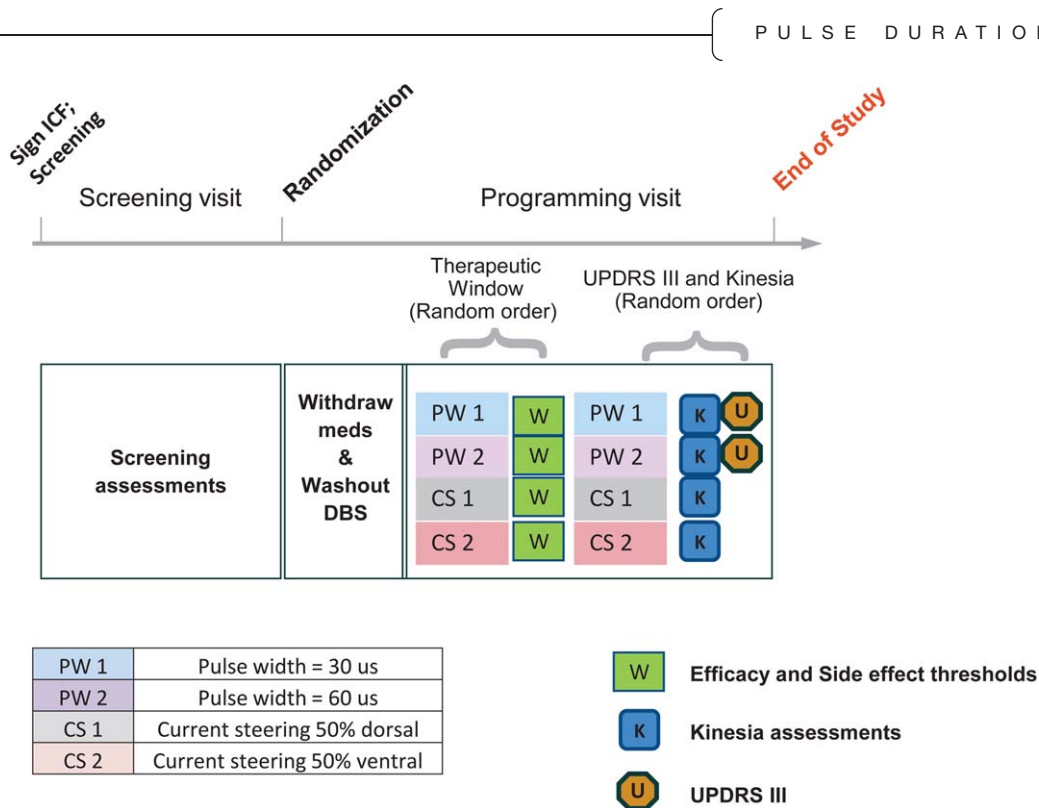 PULSE DURATION
Sign ICF;
Screening
Randomization
End of Study
Screening visit
Programming visit
Therapeutic
Window
(Random order)
UPDRS III and Kinesia
(Random order)
Screening
assessments
Withdraw
meds
&
Washout
DBS
PW 1 W PW 1 K U
PW 2 W PW 2 K U
CS 1 W CS 1 K
CS 2 W CS 2 K
PW 1 Pulse width = 30 us
PW 2 Pulse width = 60 us
CS 1 Current steering 50% dorsal
CS 2 Current steering 50% ventral
W Efficacy and Side effect thresholds
K Kinesia assessments
U UPDRS III